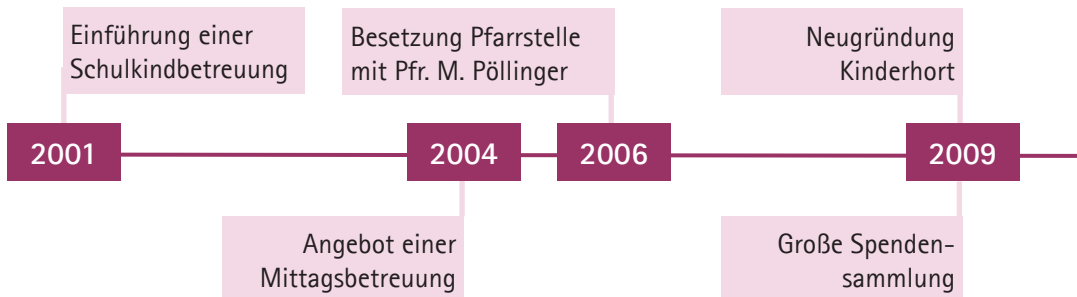 Einführung einer
Schulkindbetreuung
Besetzung Pfarrstelle
mit Pfr. M. Pöllinger
Neugründung
Kinderhort
2001
2004
2006
2009
Angebot einer
Mittagsbetreuung
Große Spenden-
sammlung